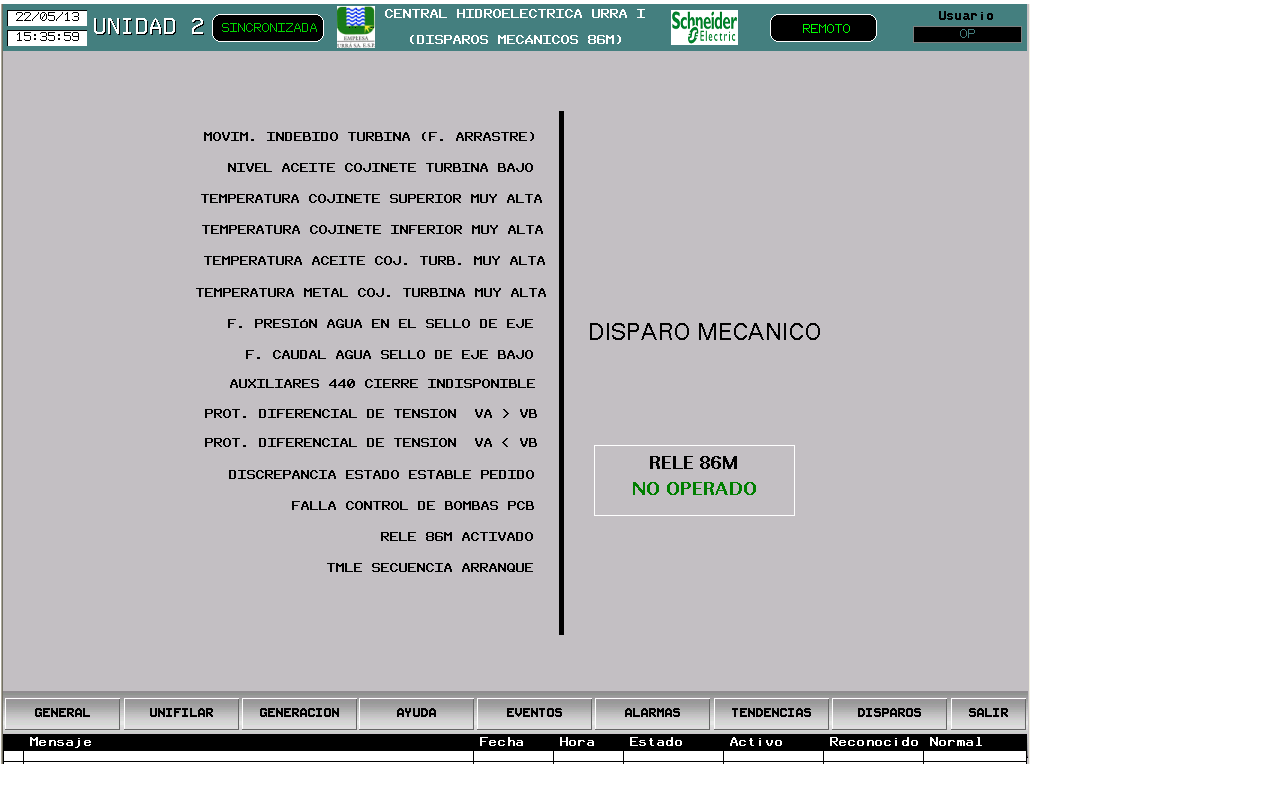 22/05/13
15:35:59
UNIDAD 2
SINCRONIZADA
EMPRESA
URRÁ S.A. E.S.P.
CENTRAL HIDROELECTRICA URRA I
(DISPAROS MECáNICOS 86M)
Schneider
Electric
REMOTO
Usuario
OP
MOVIM. INDEBIDO TURBINA (F. ARRASTRE)
NIVEL ACEITE COJINETE TURBINA BAJO
TEMPERATURA COJINETE SUPERIOR MUY ALTA
TEMPERATURA COJINETE INFERIOR MUY ALTA
TEMPERATURA ACEITE COJ. TURB. MUY ALTA
TEMPERATURA METAL COJ. TURBINA MUY ALTA
F. PRESIóN AGUA EN EL SELLO DE EJE
F. CAUDAL AGUA SELLO DE EJE BAJO
AUXILIARES 440 CIERRE INDISPONIBLE
PROT. DIFERENCIAL DE TENSION  VA > VB
PROT. DIFERENCIAL DE TENSION  VA < VB
DISCREPANCIA ESTADO ESTABLE PEDIDO
FALLA CONTROL DE BOMBAS PCB
RELE 86M ACTIVADO
TMLE SECUENCIA ARRANQUE
DISPARO MECANICO
RELE 86M
NO OPERADO
GENERAL UNIFILAR GENERACION AYUDA EVENTOS ALARMAS TENDENCIAS DISPAROS SALIR
Mensaje Fecha Hora Estado Activo Reconocido Normal